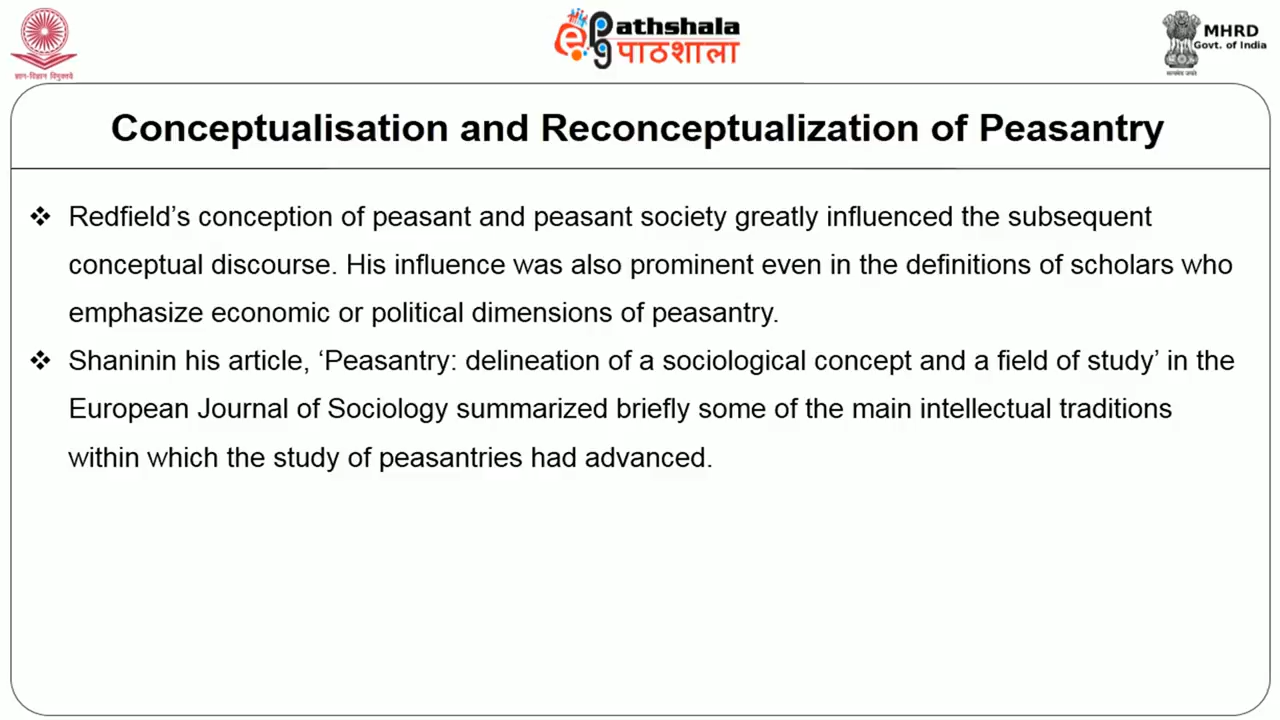 ज्ञान-विज्ञान विमुक्तये
ePathshala
पाठशाला
MHRD
Govt. of India
सत्यमेव जयते
Conceptualisation and Reconceptualization of Peasantry
❖ Redfield’s conception of peasant and peasant society greatly influenced the subsequent
conceptual discourse. His influence was also prominent even in the definitions of scholars who
emphasize economic or political dimensions of peasantry.
❖ Shaninin his article, ‘Peasantry: delineation of a sociological concept and a field of study’ in the
European Journal of Sociology summarized briefly some of the main intellectual traditions
within which the study of peasantries had advanced.